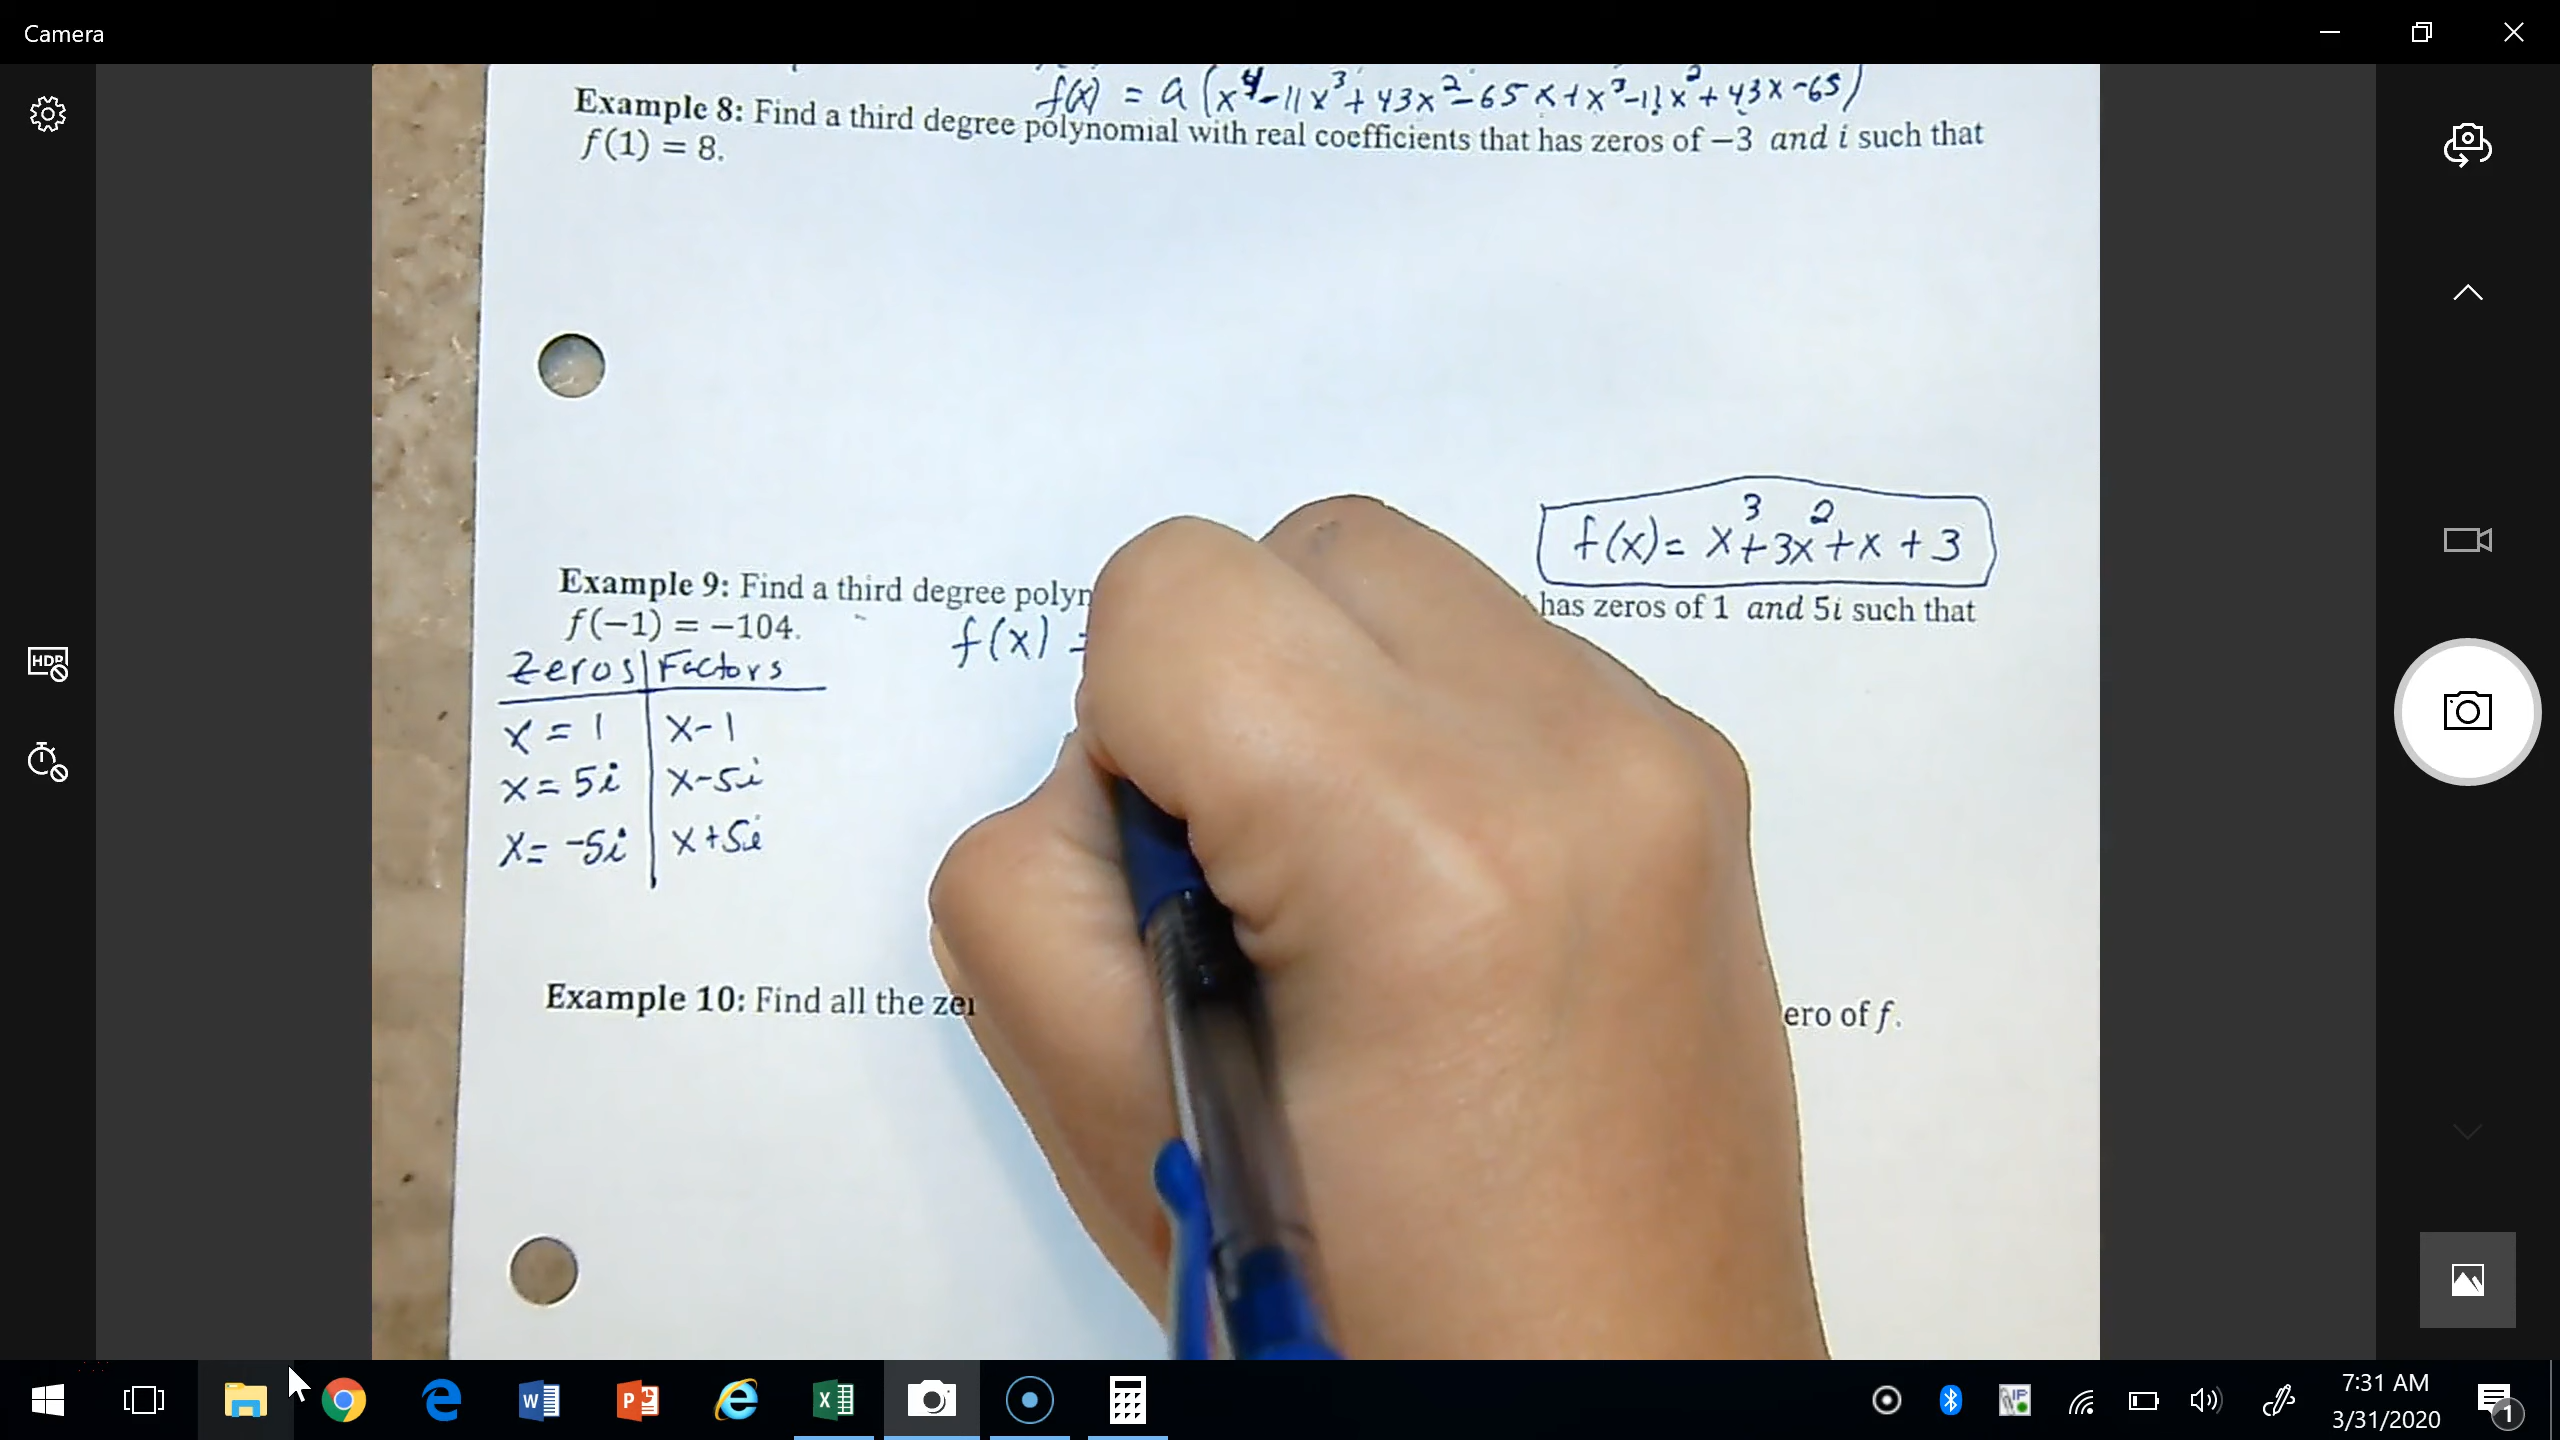 Camera
f(x) = a(x⁴-11x³+43x²-65x+x³-11x²+43x-65)
Example 8: Find a third degree polynomial with real coefficients that has zeros of −3 and i such that
f(1) = 8.
f(x)= x³+3x²+x+3
Example 9: Find a third degree has zeros of 1 and 5i such that
f(−1) = −104.
f(x) =
Zeros | Factors
x = 1 | x-1
x = 5i | x-5i
x = -5i | x+5i
Example 10: Find all the of f.
HDR
IP
7:31 AM
3/31/2020
1